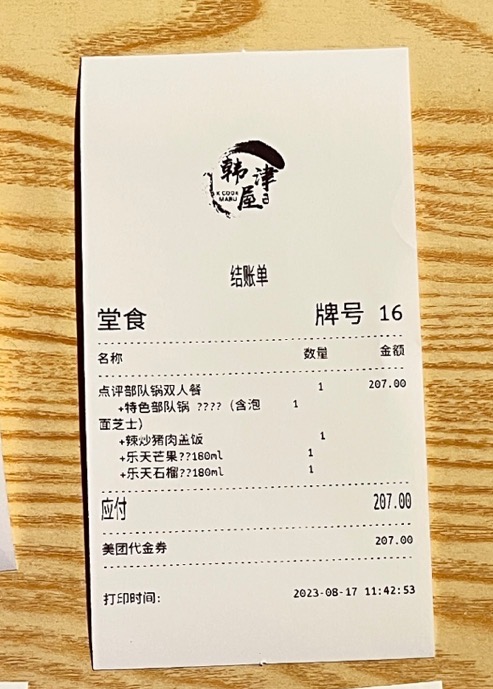 韩津
屋a
K COOK
MARU
结账单
堂食 牌号 16
名称 数量 金额
点评部队锅双人餐 1 207.00
+特色部队锅 ???? (含泡 1
面芝士)
+辣炒猪肉盖饭 1
+乐天芒果??180ml 1
+乐天石榴??180ml 1
应付 207.00
美团代金券 207.00
打印时间: 2023-08-17 11:42:53